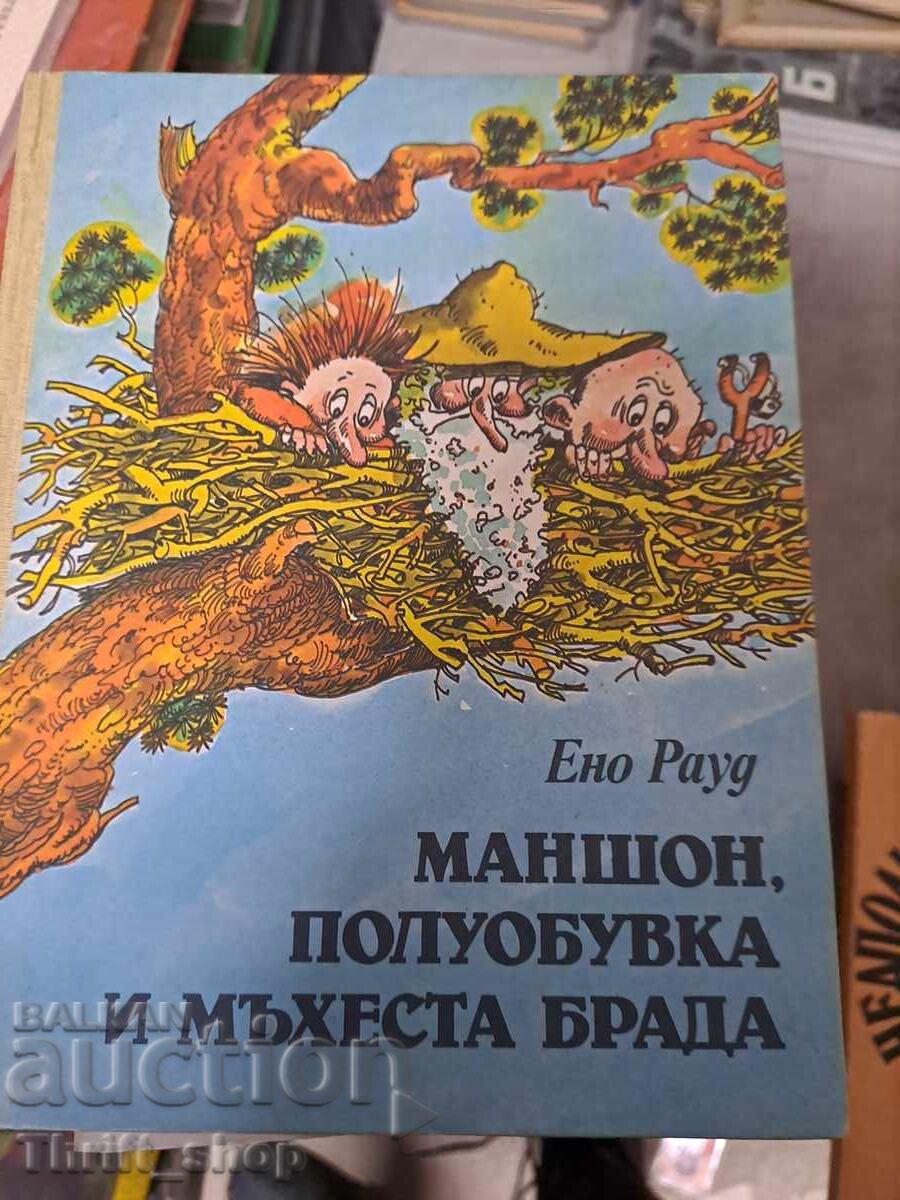 Б
Ено Рауд
МАНШОН,
ПОЛУОБУВКА
И МЪХЕСТА БРАДА
BALKAN
auction
Thrift_shop